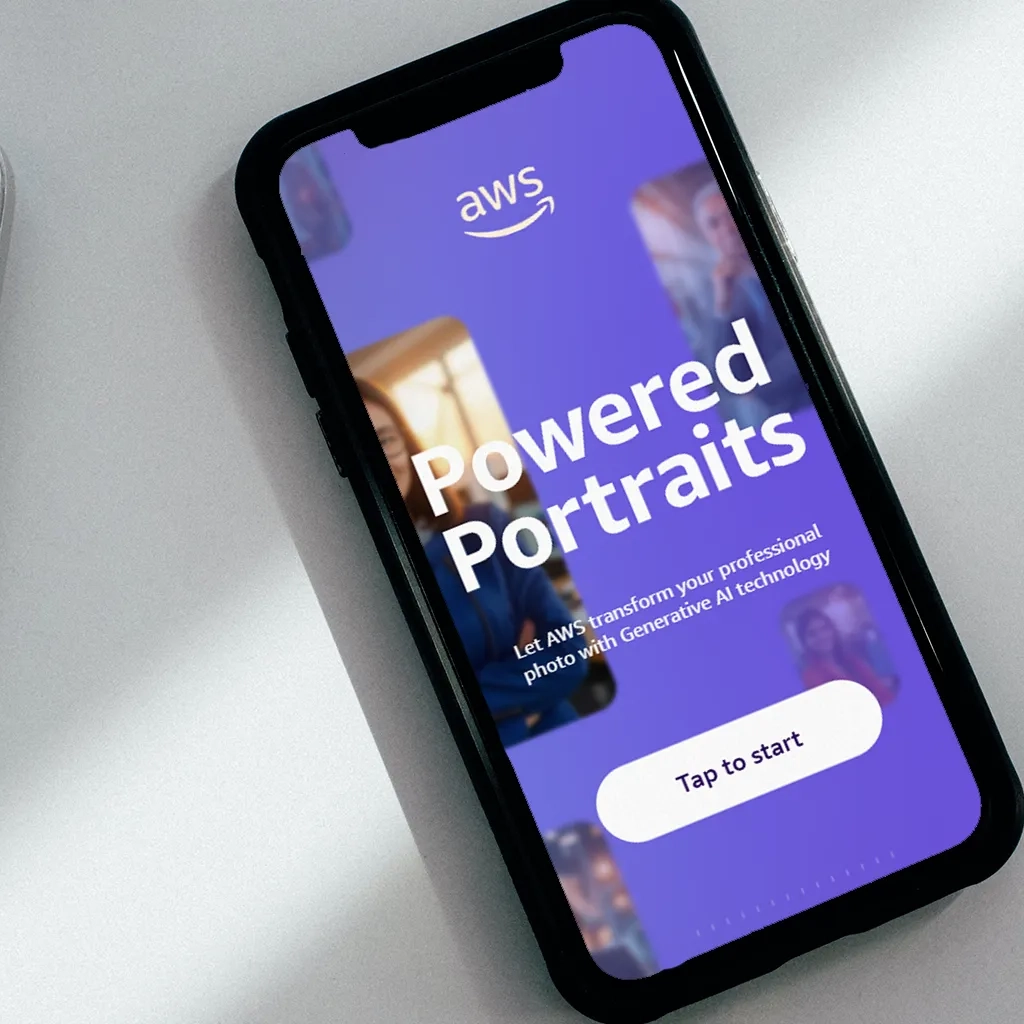 aws
Powered
Portraits
Let AWS transform your professional
photo with Generative AI technology
Tap to start